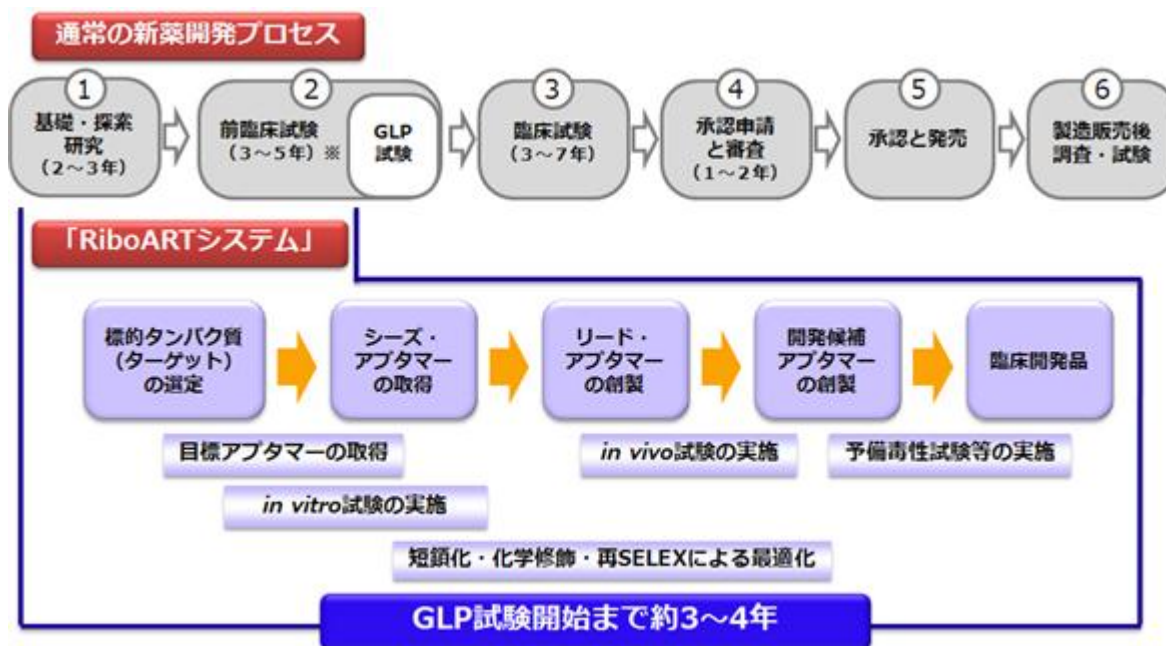 通常の新薬開発プロセス
1
基礎・探索
研究
(2~3年)
2
前臨床試験
(3~5年)※
GLP
試験
3
臨床試験
(3~7年)
4
承認申請
と審査
(1~2年)
5
承認と発売
6
製造販売後
調査・試験
「RiboARTシステム」
標的タンパク質
(ターゲット)
の選定
シーズ・
アプタマー
の取得
リード・
アプタマー
の創製
開発候補
アプタマー
の創製
臨床開発品
目標アプタマーの取得
in vivo試験の実施
予備毒性試験等の実施
in vitro試験の実施
短鎖化・化学修飾・再SELEXによる最適化
GLP試験開始まで約3~4年